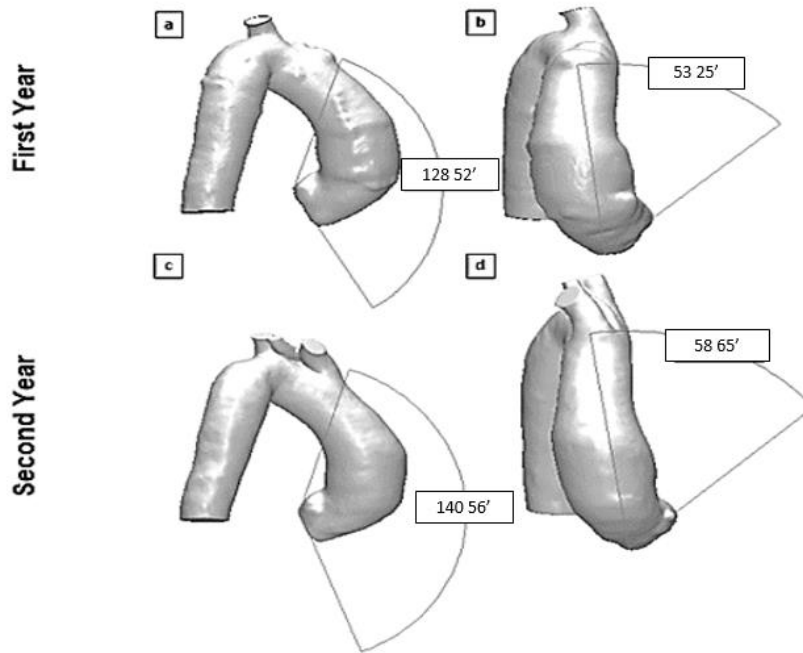 First Year
a
b
128 52′
53 25′
Second Year
c
d
140 56′
58 65′